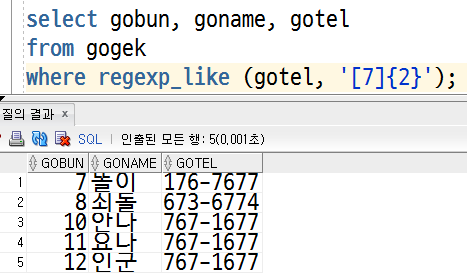 select gobun, goname, gotel
from gogek
where regexp_like (gotel, '[7]{2}');
질의 결과 x
SQL | 인출된 모든 행: 5(0,001초)
GOBUN GONAME GOTEL
1 7 똘이 176-7677
2 8 쇠돌 673-6774
3 10 안나 767-1677
4 11 요나 767-1677
5 12 인군 767-1677